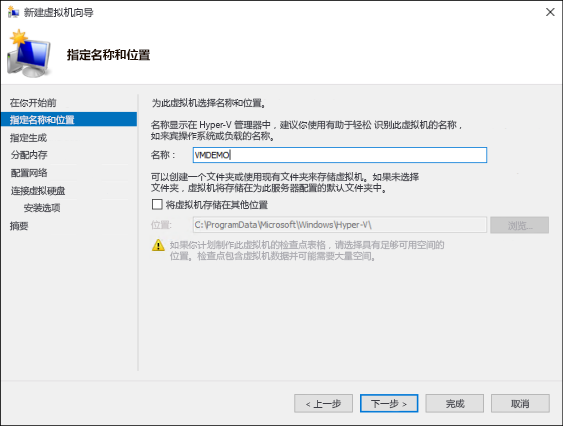 新建虚拟机向导
指定名称和位置
在你开始前
指定名称和位置
指定生成
分配内存
配置网络
连接虚拟硬盘
安装选项
摘要
为此虚拟机选择名称和位置。
名称显示在 Hyper-V 管理器中，建议你使用有助于轻松 识别此虚拟机的名称，
如来宾操作系统或负载的名称。
名称： VMDEMO
可以创建一个文件夹或使用现有文件夹来存储虚拟机。如果未选择
文件夹，虚拟机将存储在为此服务器配置的默认文件夹中。
将虚拟机存储在其他位置
位置： C:\ProgramData\Microsoft\Windows\Hyper-V\ 浏览...
如果你计划制作此虚拟机的检查点表格，请选择具有足够可用空间的
位置。检查点包含虚拟机数据并可能需要大量空间。
< 上一步 下一步 > 完成 取消